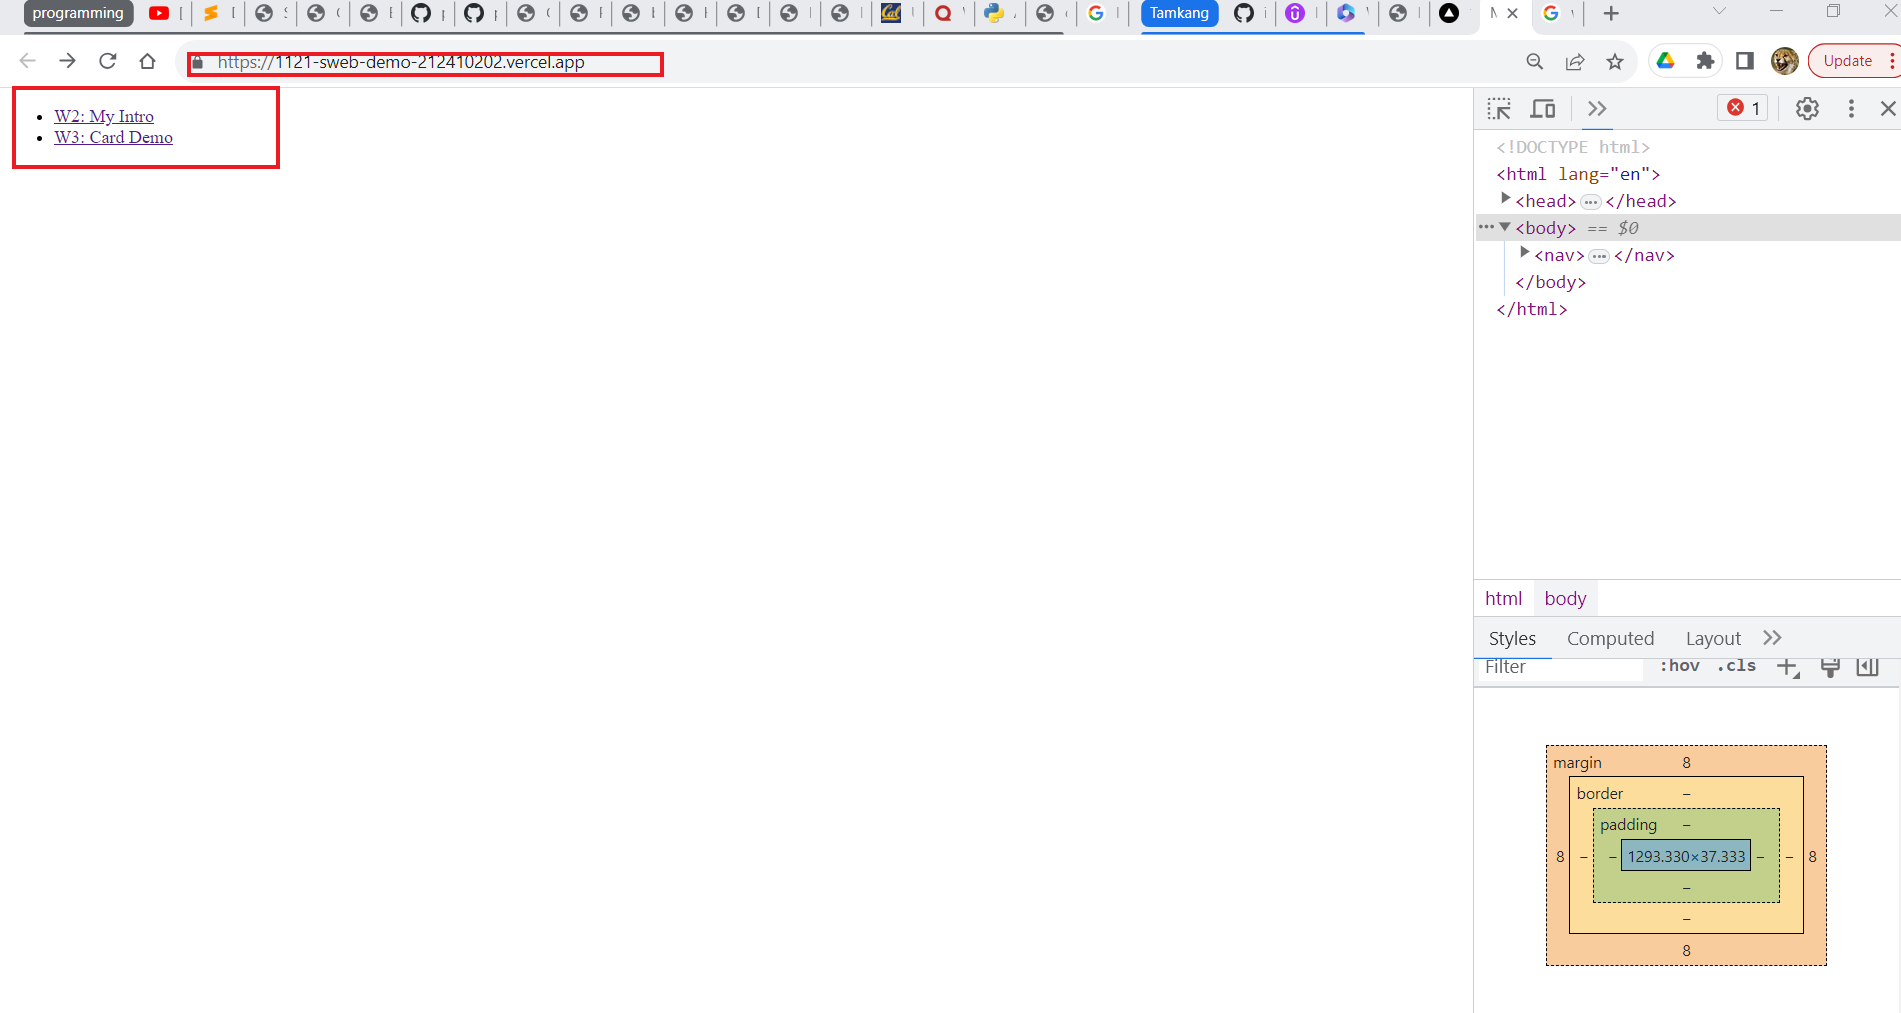 programming
Tamkang
https://1121-sweb-demo-212410202.vercel.app
Update
W2: My Intro
W3: Card Demo
1
<!DOCTYPE html>
<html lang="en">
<head>…</head>
<body> == $0
<nav>…</nav>
</body>
</html>
html body
Styles Computed Layout
Filter :hov .cls
margin 8
border –
padding –
8 – – 1293.330×37.333 – – 8
–
–
8